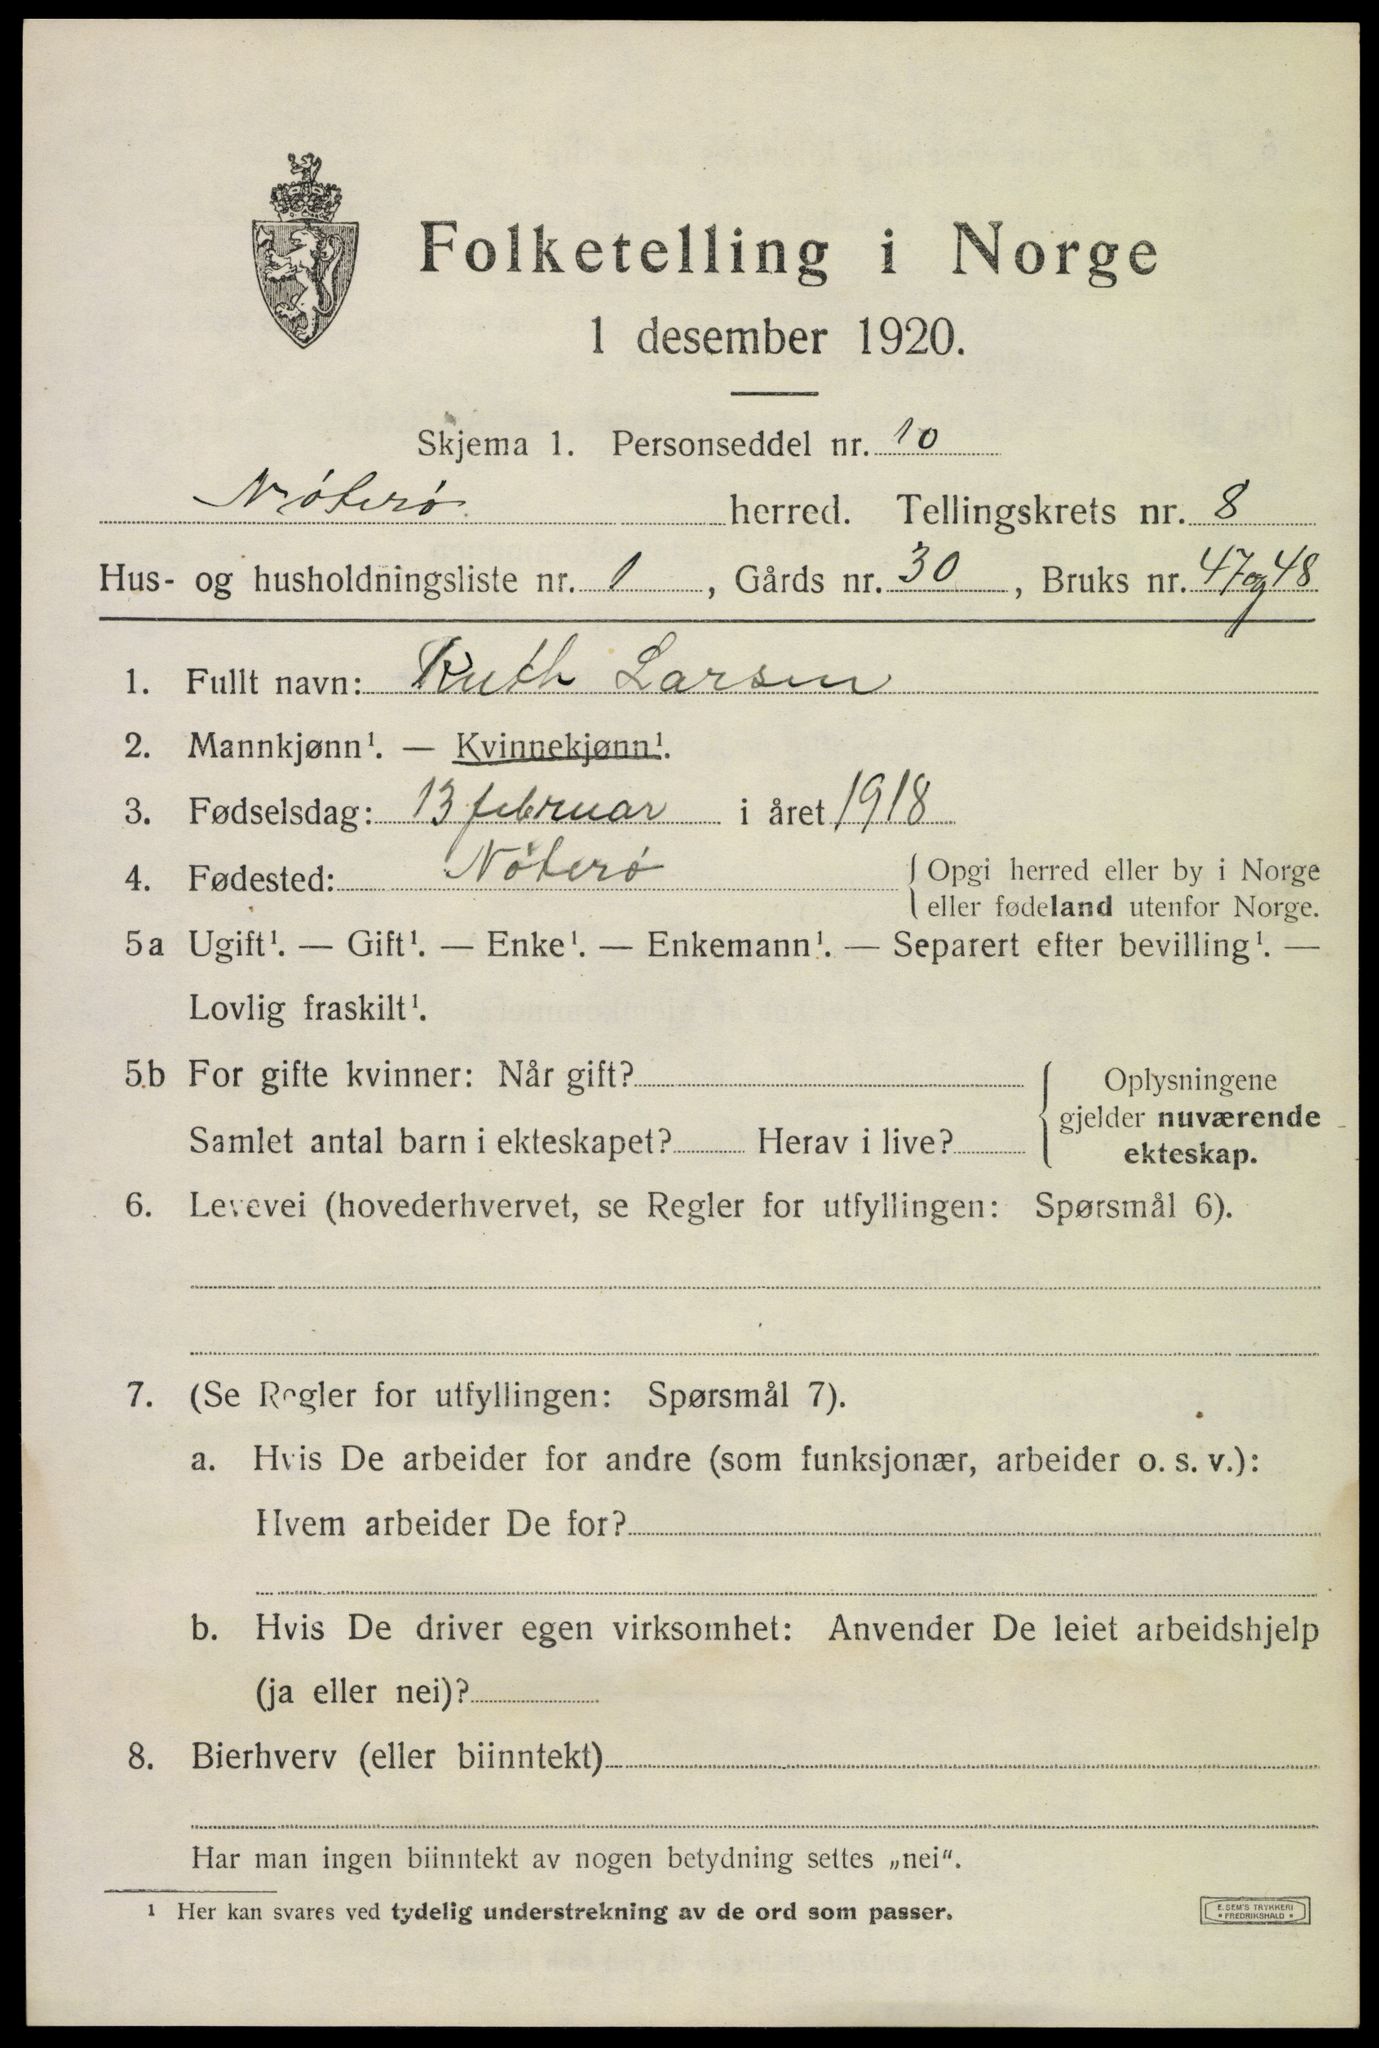 Folketelling i Norge
1 desember 1920.
Skjema 1. Personseddel nr. 10
Nøterø herred. Tellingskrets nr. 8
Hus- og husholdningsliste nr. 1, Gårds nr. 30, Bruks nr. 47 og 48
1. Fullt navn: Ruth Larsen
2. Mannkjønn¹. — Kvinnekjønn¹.
3. Fødselsdag: 13 februar i året 1918
4. Fødested: Nøterø { Opgi herred eller by i Norge
eller fødeland utenfor Norge.
5a Ugift¹. — Gift¹. — Enke¹. — Enkemann¹. — Separert efter bevilling¹. —
Lovlig fraskilt¹.
5b For gifte kvinner: Når gift? { Oplysningene
gjelder nuværende
Samlet antal barn i ekteskapet? Herav i live? ekteskap.
6. Levevei (hovederhvervet, se Regler for utfyllingen: Spørsmål 6).
7. (Se Regler for utfyllingen: Spørsmål 7).
a. Hvis De arbeider for andre (som funksjonær, arbeider o. s. v.):
Hvem arbeider De for?
b. Hvis De driver egen virksomhet: Anvender De leiet arbeidshjelp
(ja eller nei)?
8. Bierhverv (eller biinntekt)
Har man ingen biinntekt av nogen betydning settes „nei“.
¹ Her kan svares ved tydelig understrekning av de ord som passer.
E. SEM'S TRYKKERI
• FREDRIKSHALD •